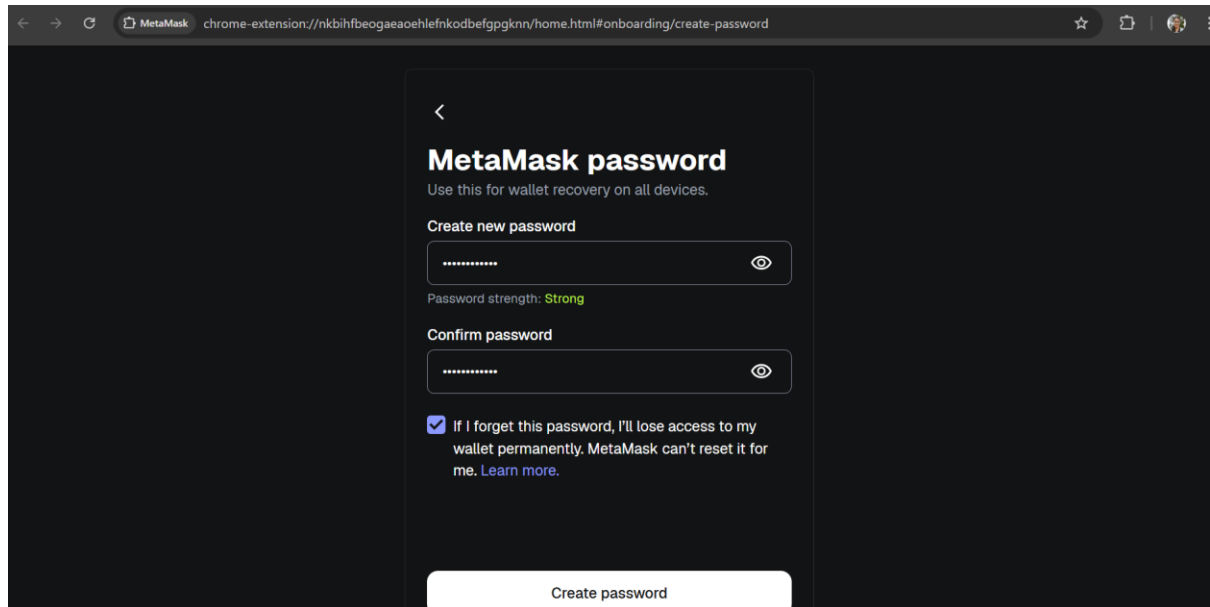 MetaMask chrome-extension://nkbihfbeogaeaoehlefnkodbefgpgknn/home.html#onboarding/create-password
MetaMask password
Use this for wallet recovery on all devices.
Create new password
••••••••••••
Password strength: Strong
Confirm password
••••••••••••
If I forget this password, I’ll lose access to my
wallet permanently. MetaMask can’t reset it for
me. Learn more.
Create password